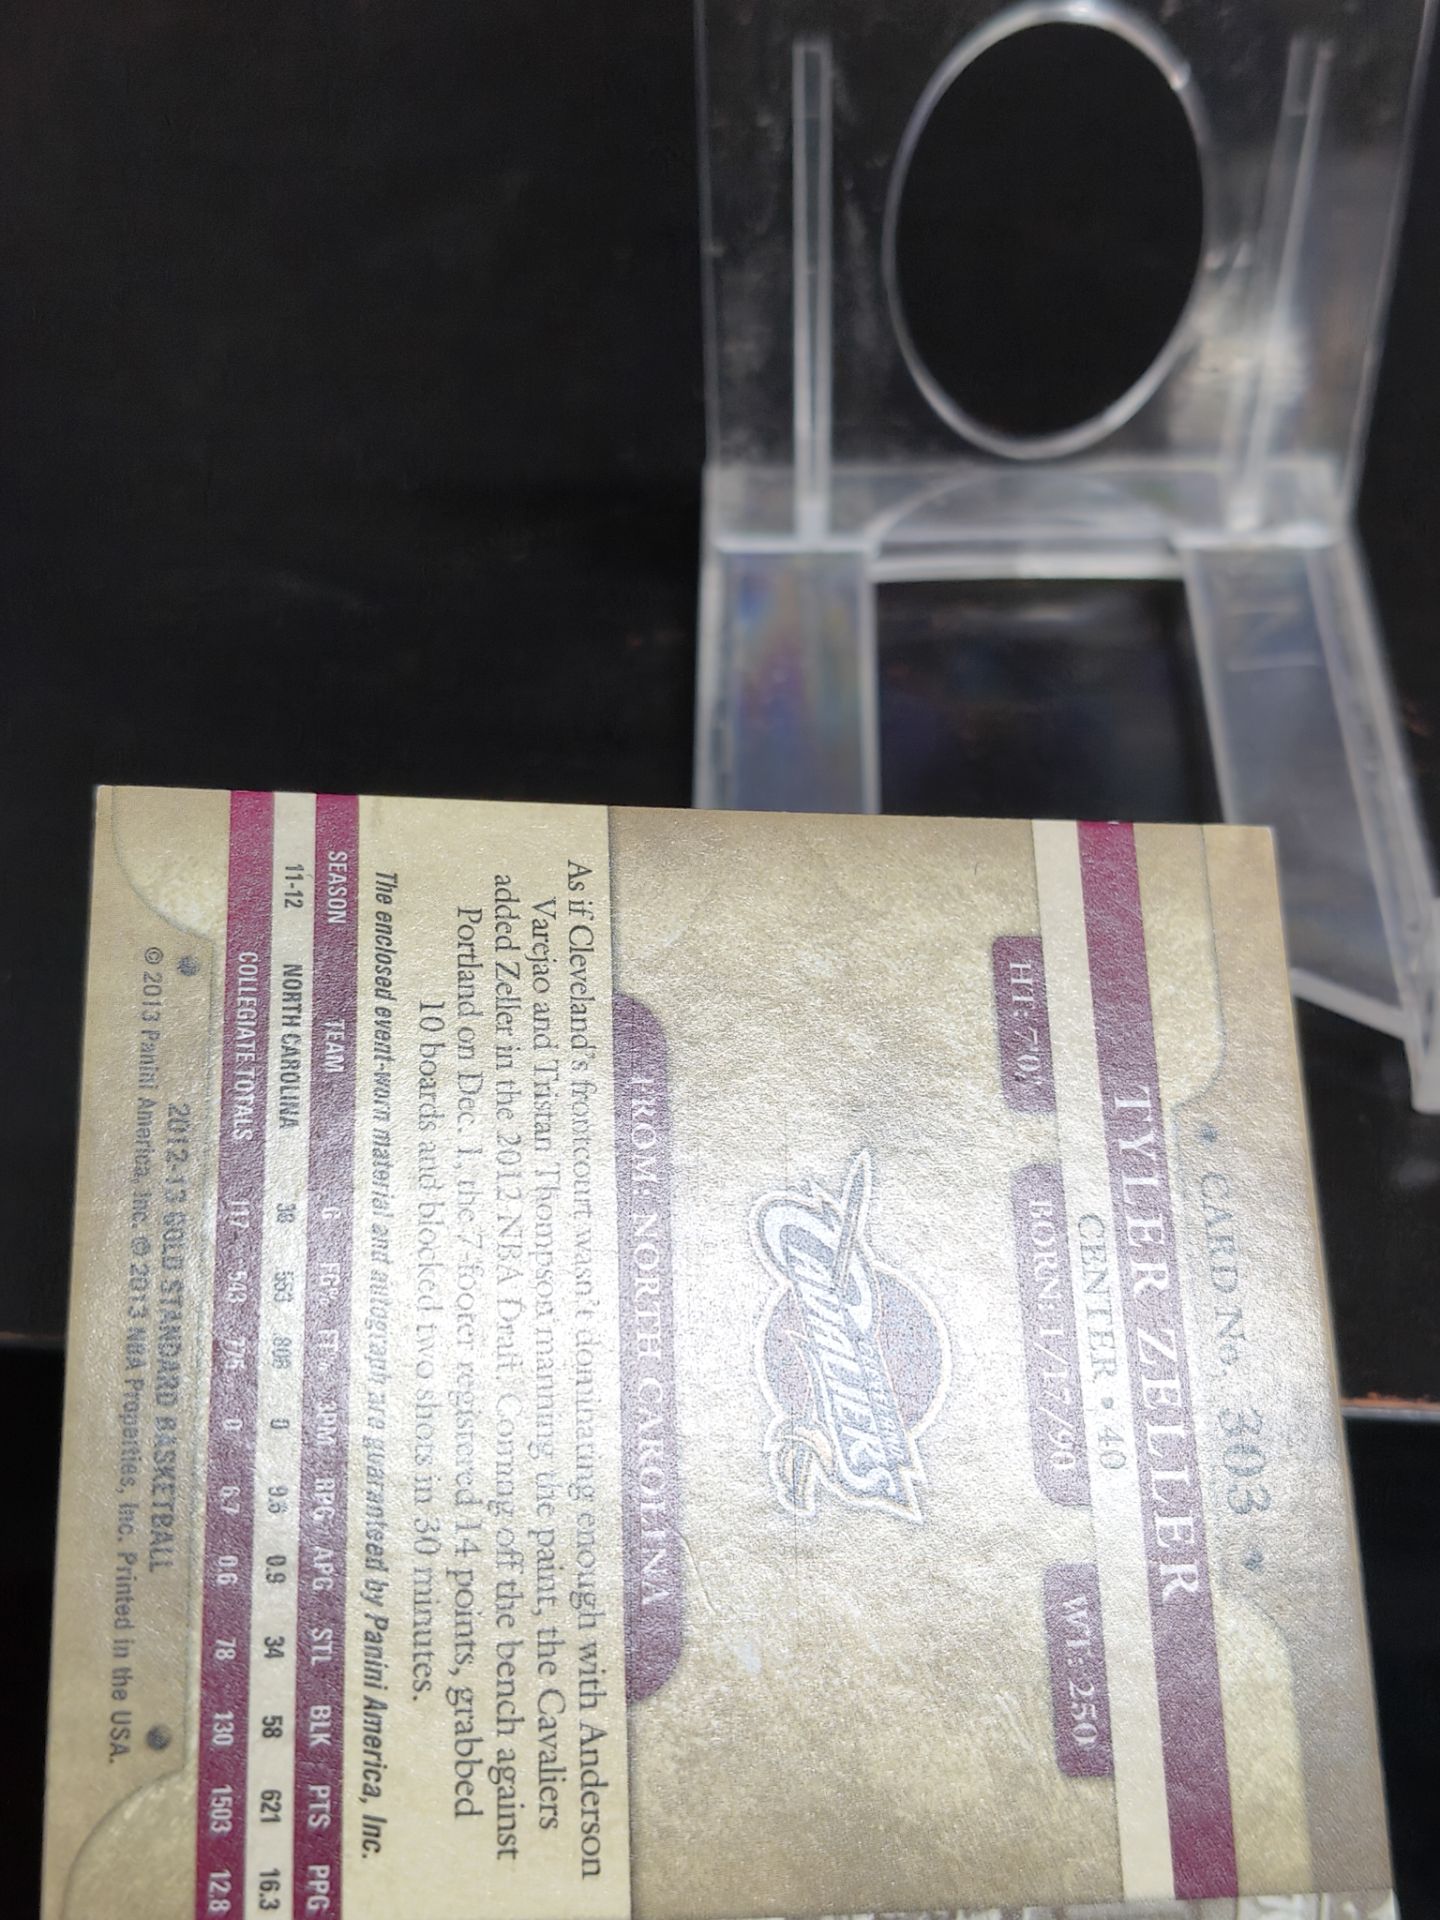 CARD No. 303
TYLER ZELLER
CENTER • 40
HT: 7'0"
BORN: 1/17/90
WT: 250
CLEVELAND
CAVALIERS
FROM: NORTH CAROLINA
As if Cleveland's frontcourt wasn't dominating enough with Anderson
Varejao and Tristan Thompson manning the paint, the Cavaliers
added Zeller in the 2012 NBA Draft. Coming off the bench against
Portland on Dec. 1, the 7-footer registered 14 points, grabbed
10 boards and blocked two shots in 30 minutes.
The enclosed event-worn material and autograph are guaranteed by Panini America, Inc.
SEASON TEAM G FG% FT% 3PM RPG APG STL BLK PTS PPG
11-12 NORTH CAROLINA 38 .553 .808 0 9.6 0.9 34 58 621 16.3
COLLEGIATE TOTALS 117 .543 .776 0 6.7 0.6 78 130 1503 12.8
2012-13 GOLD STANDARD BASKETBALL
© 2013 Panini America, Inc. © 2013 NBA Properties, Inc. Printed in the USA.